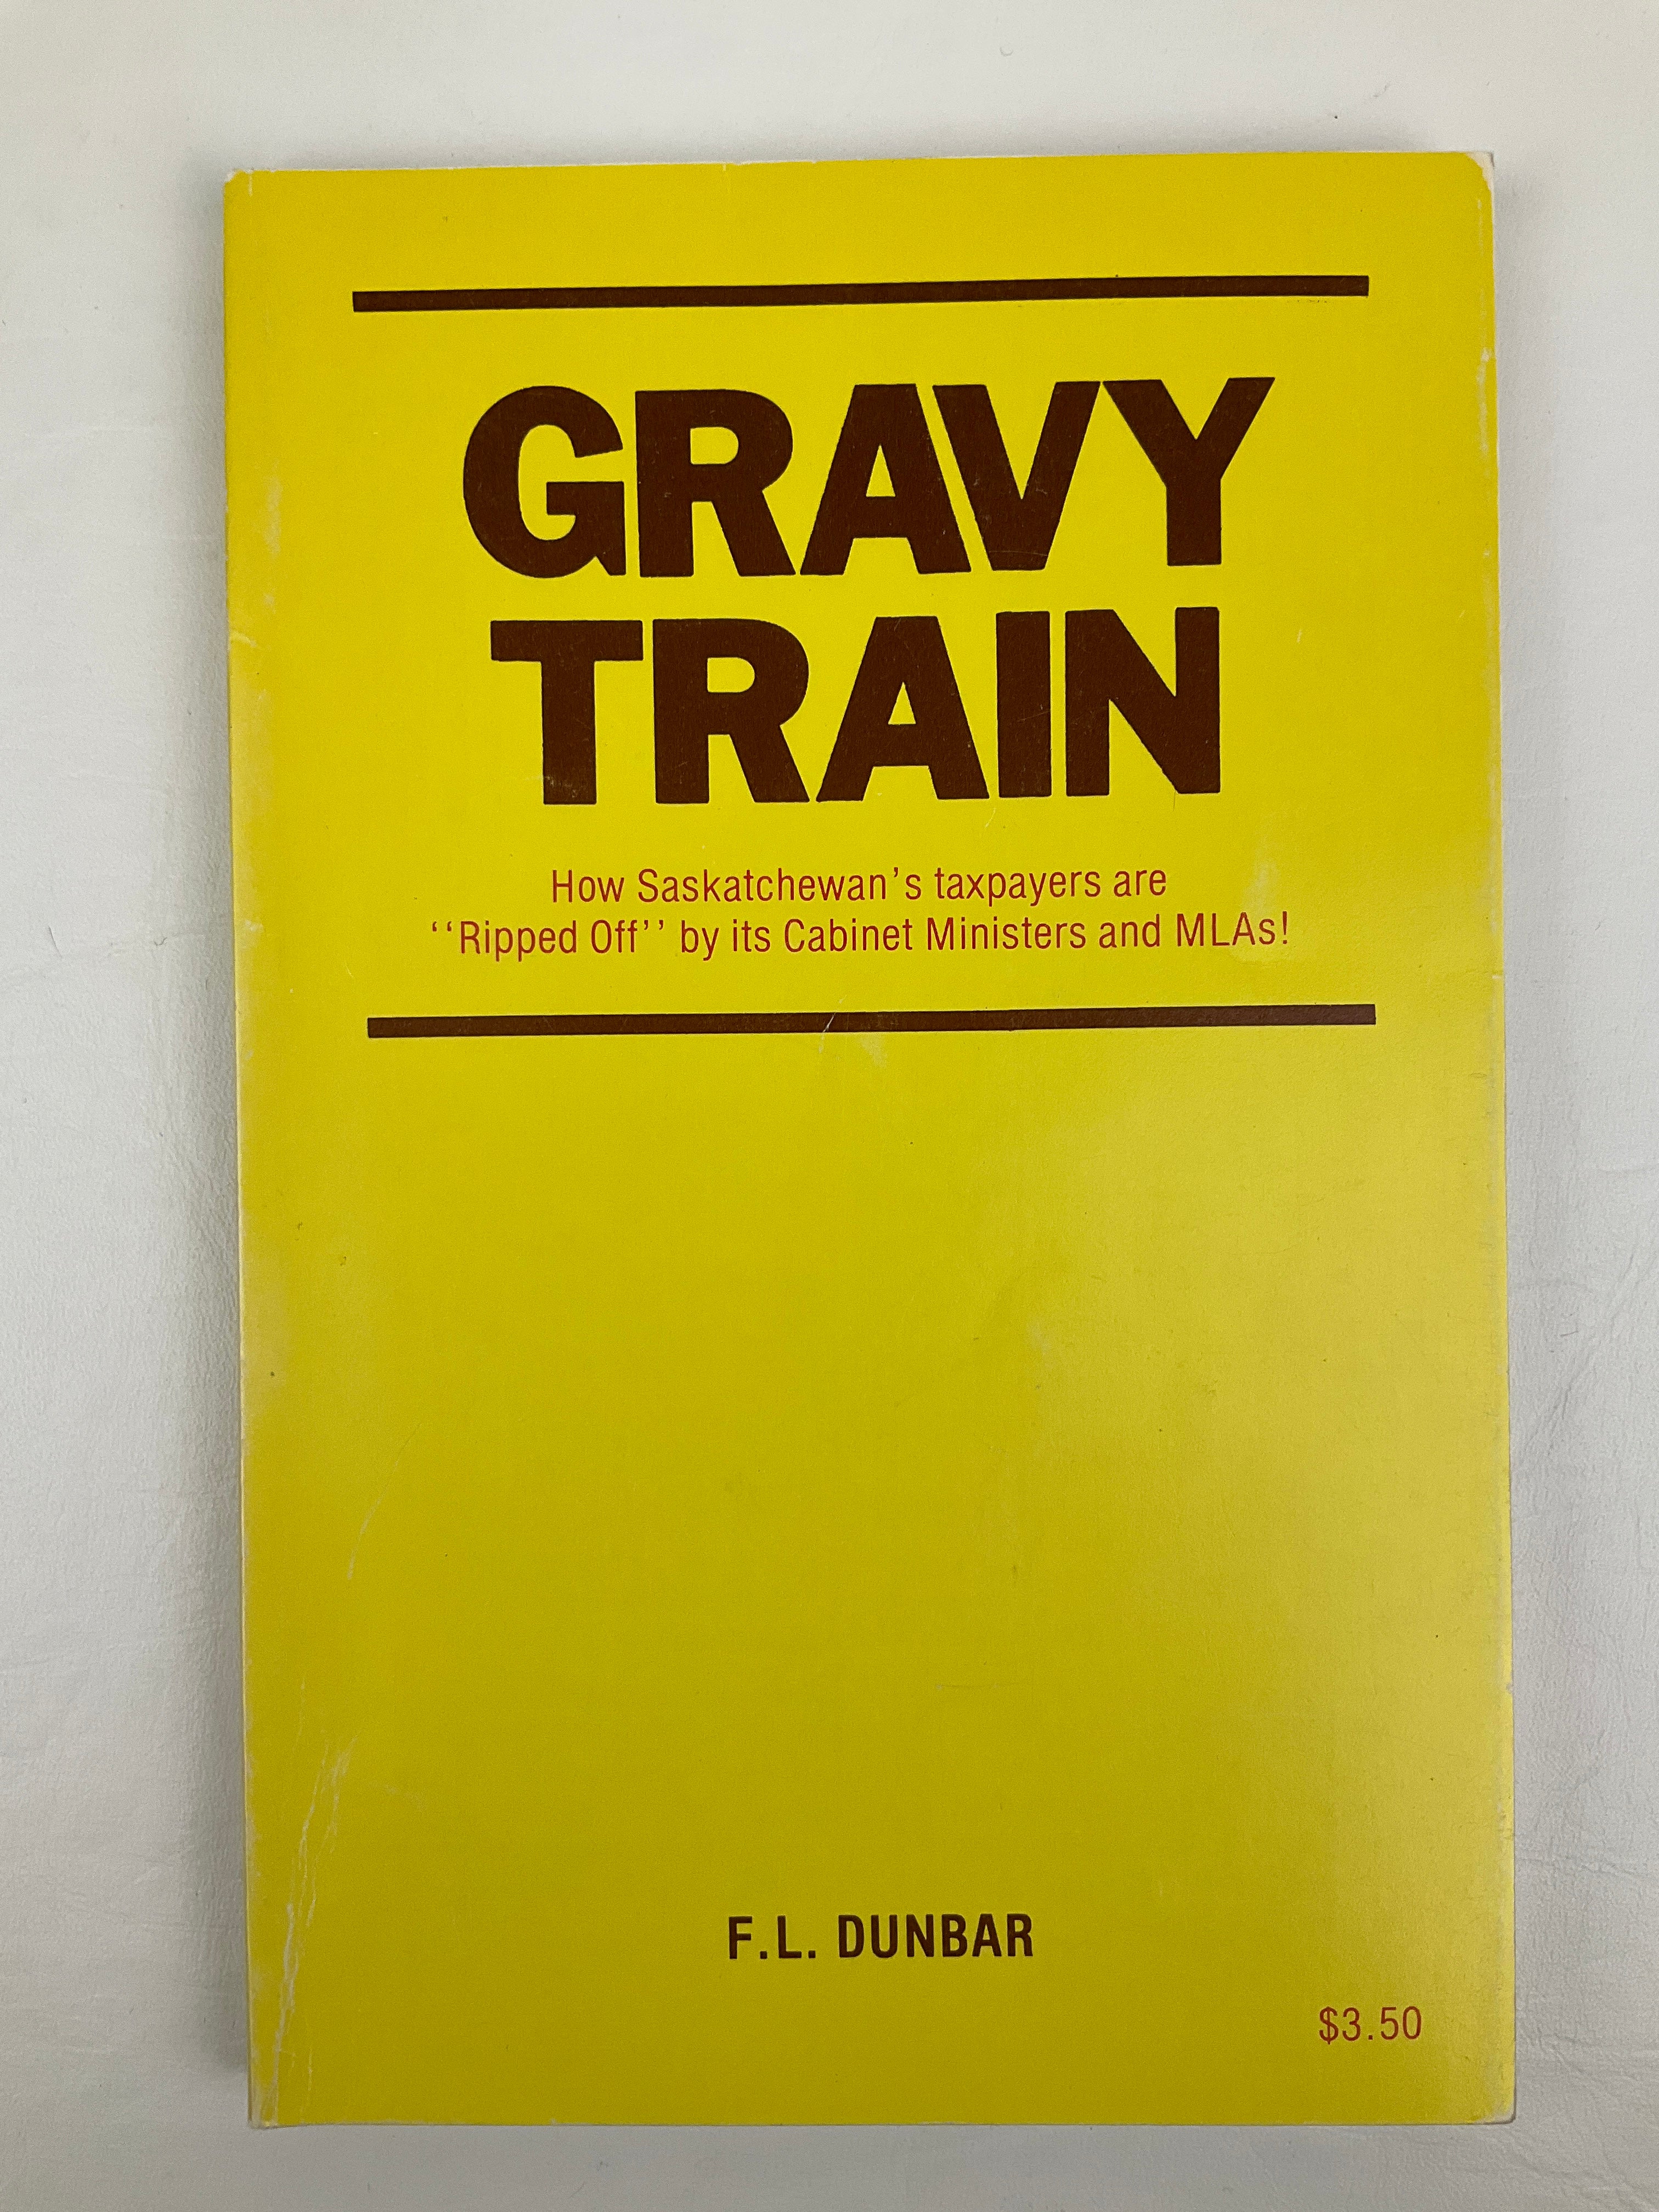 GRAVY
TRAIN
How Saskatchewan's taxpayers are
‘‘Ripped Off’’ by its Cabinet Ministers and MLAs!
F.L. DUNBAR
$3.50